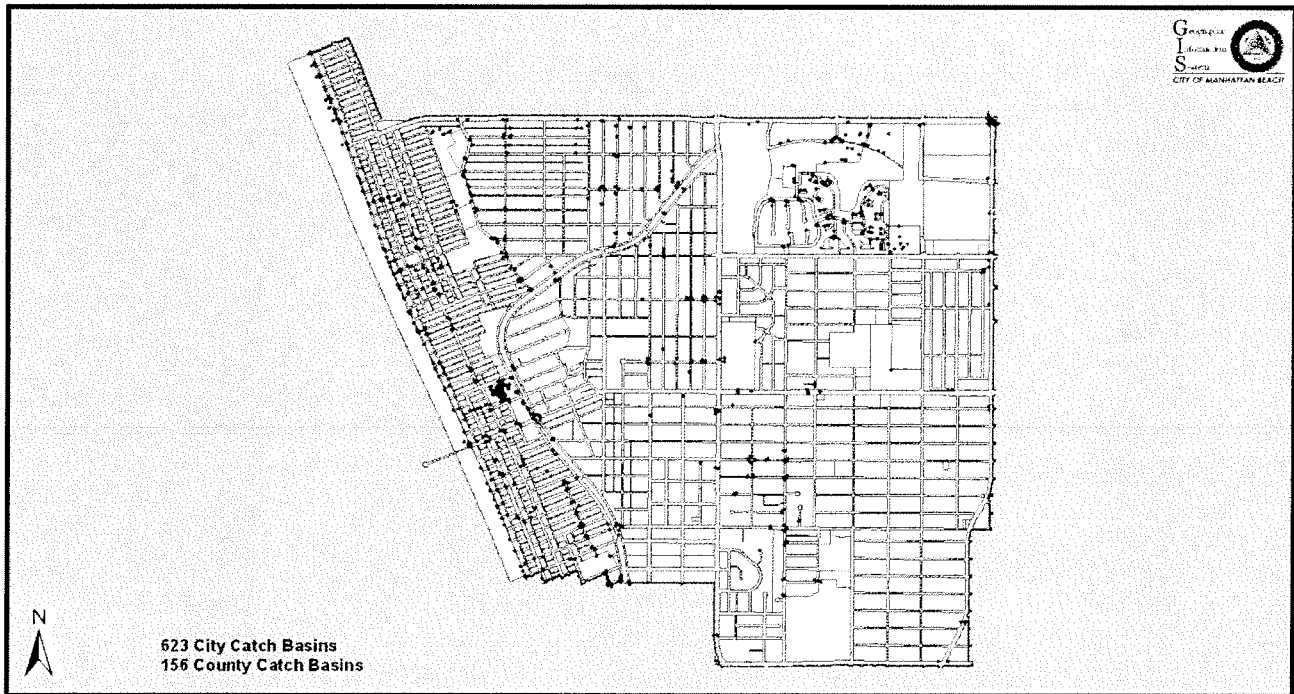 G
I
S
CITY OF MANHATTAN BEACH
N
623 City Catch Basins
156 County Catch Basins